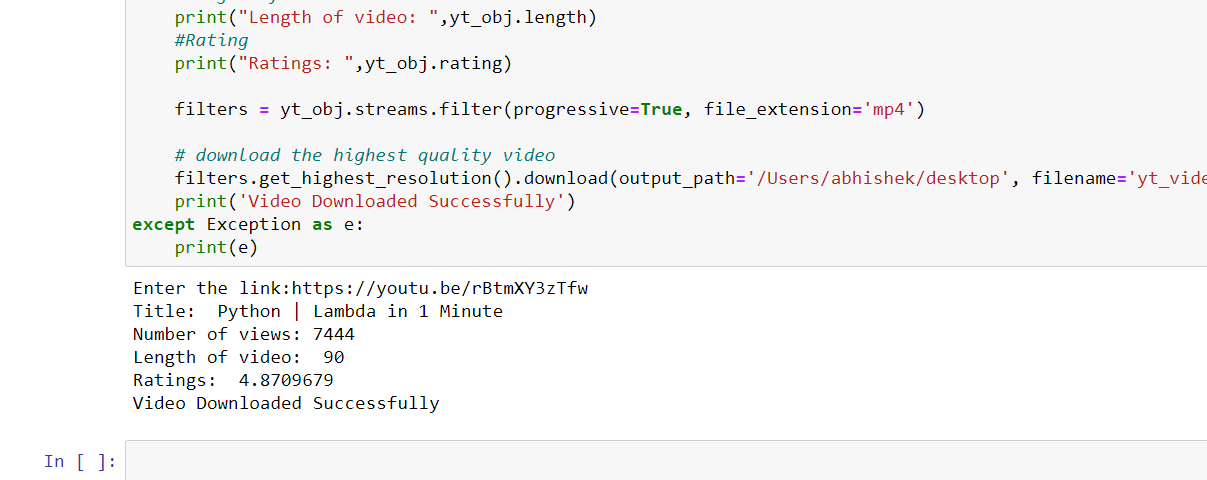 print("Length of video: ",yt_obj.length)
#Rating
print("Ratings: ",yt_obj.rating)
filters = yt_obj.streams.filter(progressive=True, file_extension='mp4')
# download the highest quality video
filters.get_highest_resolution().download(output_path='/Users/abhishek/desktop', filename='yt_vide
print('Video Downloaded Successfully')
except Exception as e:
print(e)
Enter the link:https://youtu.be/rBtmXY3zTfw
Title:  Python | Lambda in 1 Minute
Number of views: 7444
Length of video:  90
Ratings:  4.8709679
Video Downloaded Successfully
In [ ]: